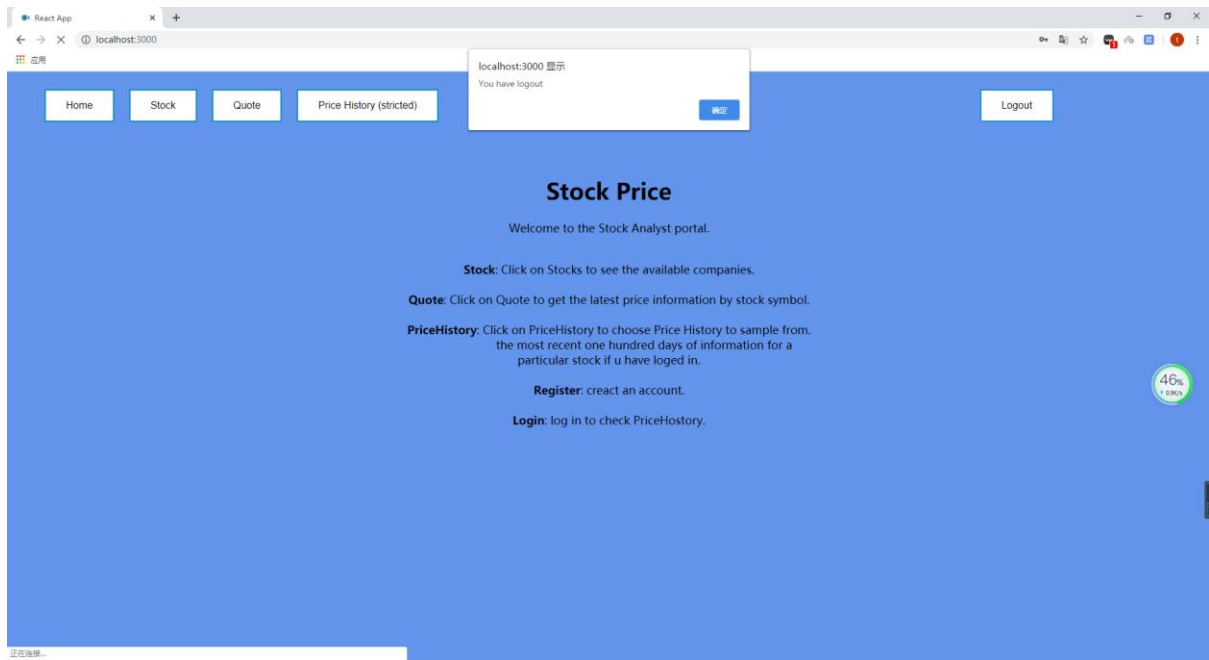 React App
localhost:3000
应用
localhost:3000 显示
You have logout
确定
Home
Stock
Quote
Price History (stricted)
Logout
Stock Price
Welcome to the Stock Analyst portal.
Stock: Click on Stocks to see the available companies.
Quote: Click on Quote to get the latest price information by stock symbol.
PriceHistory: Click on PriceHistory to choose Price History to sample from.
the most recent one hundred days of information for a
particular stock if u have loged in.
Register: creact an account.
Login: log in to check PriceHostory.
46%
正在连接...